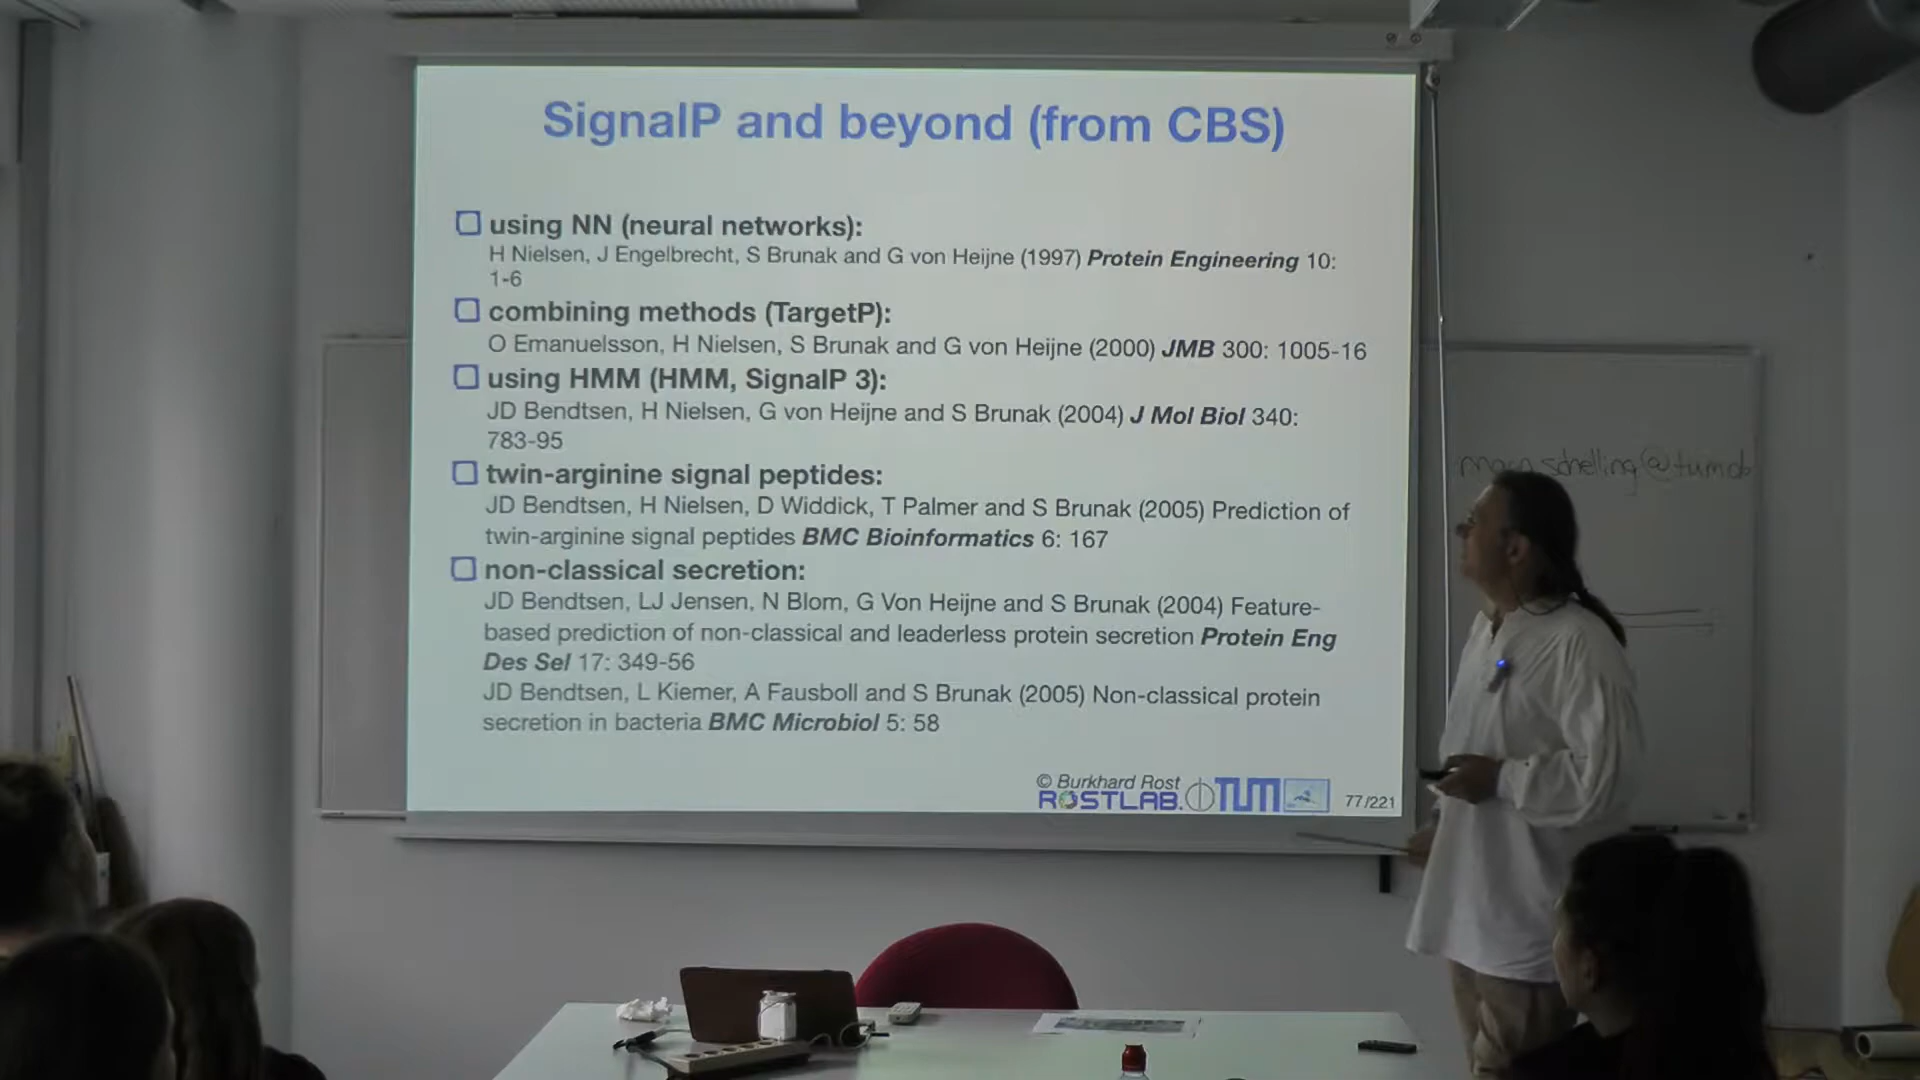 SignalP and beyond (from CBS)
using NN (neural networks):
H Nielsen, J Engelbrecht, S Brunak and G von Heijne (1997) Protein Engineering 10:
1-6
combining methods (TargetP):
O Emanuelsson, H Nielsen, S Brunak and G von Heijne (2000) JMB 300: 1005-16
using HMM (HMM, SignalP 3):
JD Bendtsen, H Nielsen, G von Heijne and S Brunak (2004) J Mol Biol 340:
783-95
twin-arginine signal peptides:
JD Bendtsen, H Nielsen, D Widdick, T Palmer and S Brunak (2005) Prediction of
twin-arginine signal peptides BMC Bioinformatics 6: 167
non-classical secretion:
JD Bendtsen, LJ Jensen, N Blom, G Von Heijne and S Brunak (2004) Feature-
based prediction of non-classical and leaderless protein secretion Protein Eng
Des Sel 17: 349-56
JD Bendtsen, L Kiemer, A Fausboll and S Brunak (2005) Non-classical protein
secretion in bacteria BMC Microbiol 5: 58
© Burkhard Rost
ROSTLAB. TUM
77/221